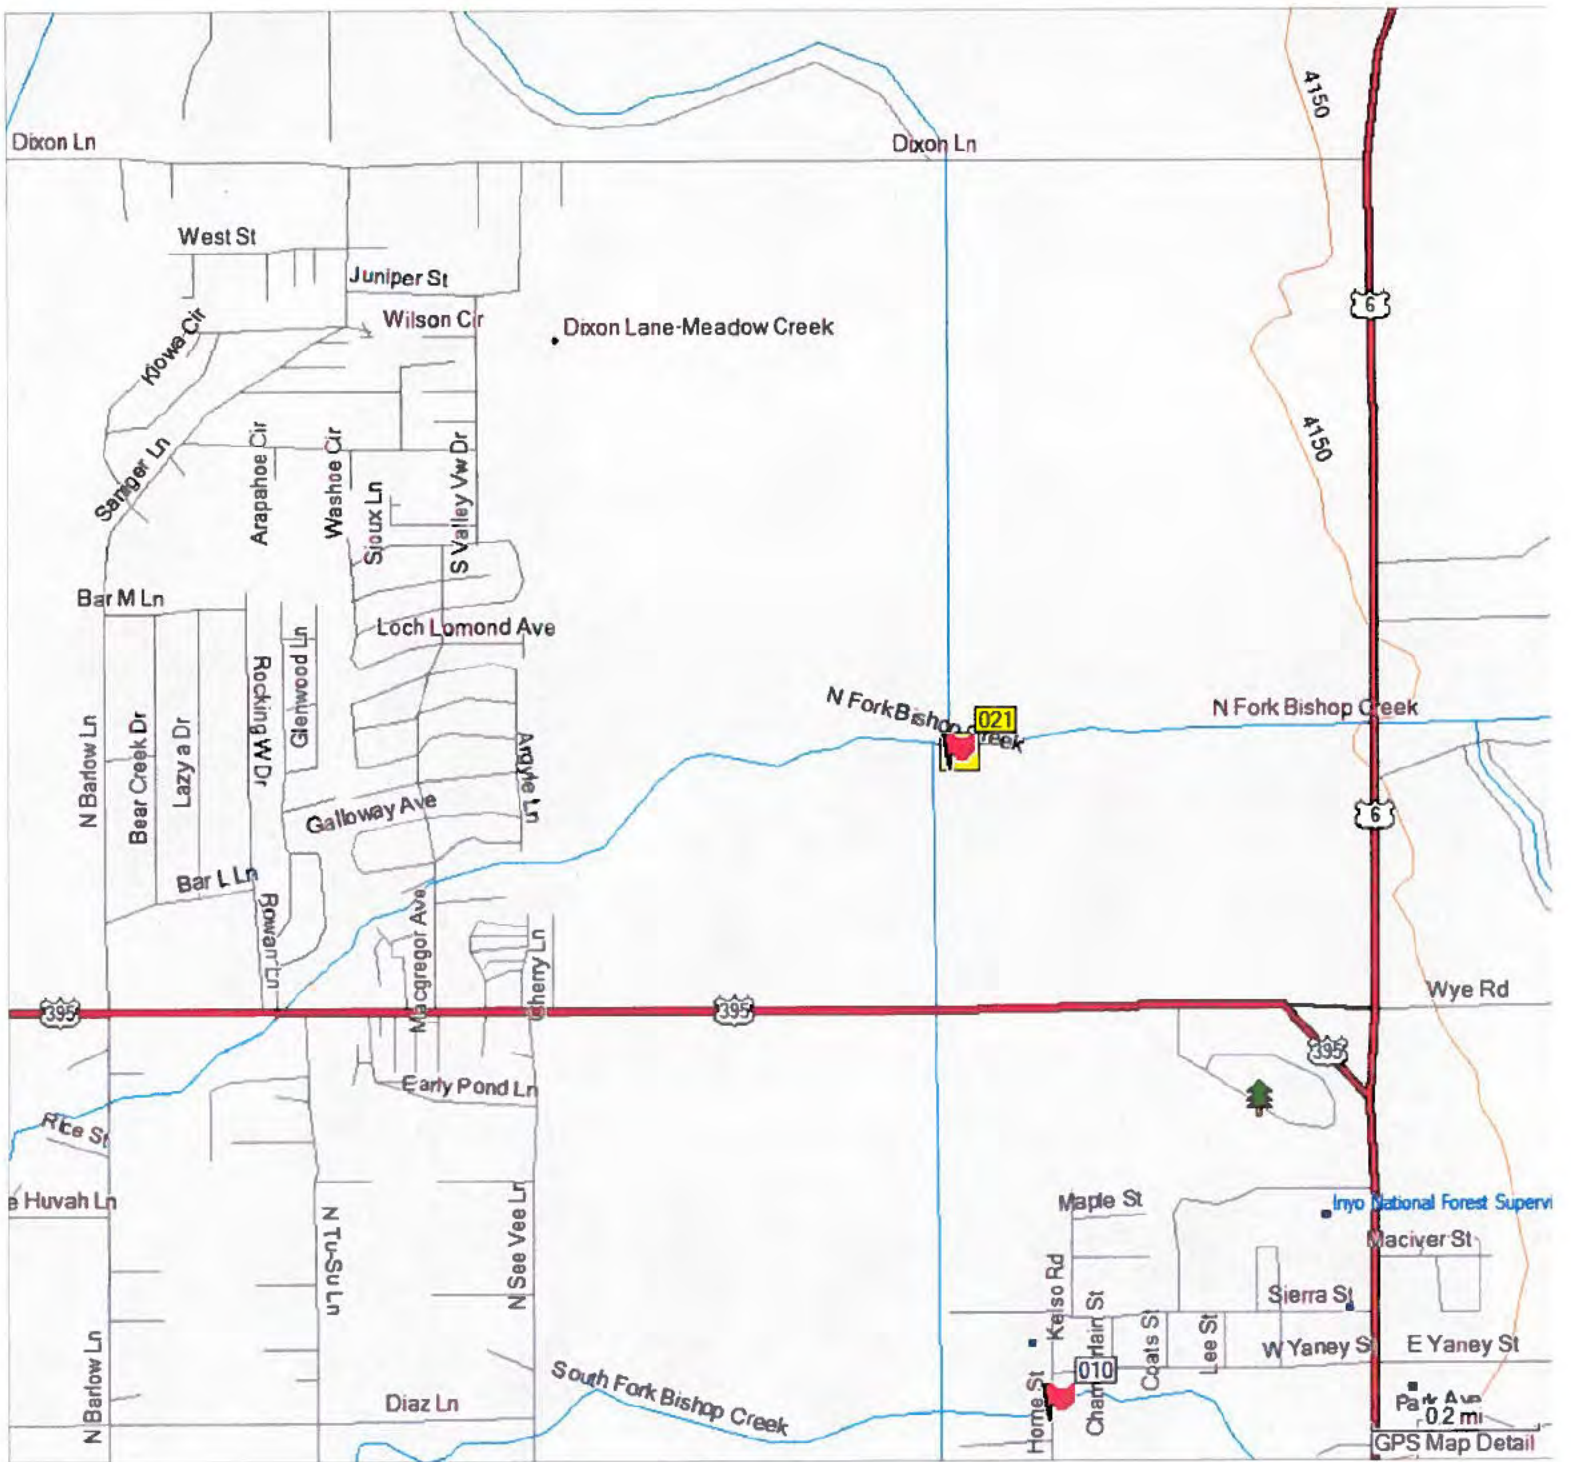 4150
Dixon Ln
Dixon Ln
West St
Juniper St
6
Wilson Cir
Dixon Lane-Meadow Creek
Kiowa Cir
4150
Saniger Ln
Arapahoe Cir
Washoe Cir
Sioux Ln
S Valley Vw Dr
Bar M Ln
Loch Lomond Ave
Rocking W Dr
Glenwood Ln
N Fork Bishop Creek
021
N Fork Bishop Creek
N Barlow Ln
Bear Creek Dr
Lazy a Dr
Argyle Ln
Galloway Ave
6
Bar L Ln
Rowan Ln
Macgregor Ave
Cherry Ln
Wye Rd
395
395
395
Early Pond Ln
Rice St
e Huvah Ln
Maple St
Inyo National Forest Supervi
Maciver St
N Tu-Su Ln
N See Vee Ln
Kelso Rd
Sierra St
Chamberlain St
Coats St
Lee St
W Yaney St
E Yaney St
N Barlow Ln
Diaz Ln
South Fork Bishop Creek
Home St
010
Park Ave
0.2 mi
GPS Map Detail